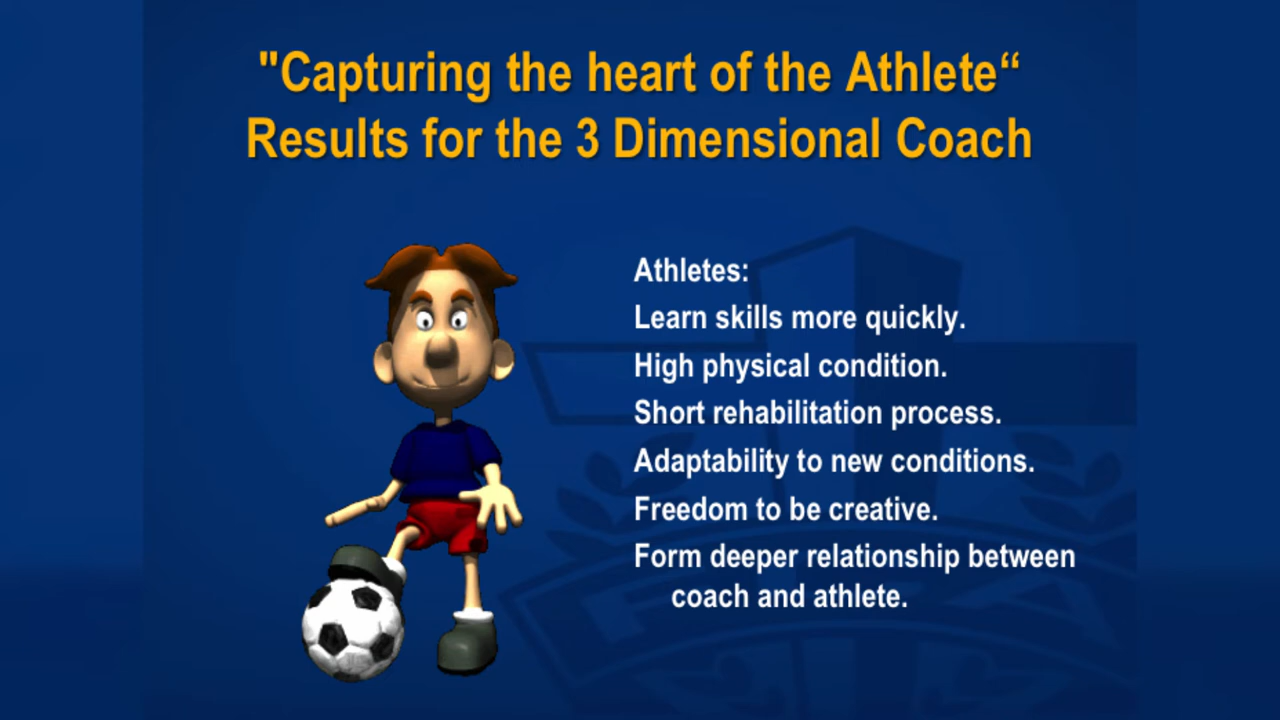 "Capturing the heart of the Athlete“
Results for the 3 Dimensional Coach
Athletes:
Learn skills more quickly.
High physical condition.
Short rehabilitation process.
Adaptability to new conditions.
Freedom to be creative.
Form deeper relationship between
coach and athlete.